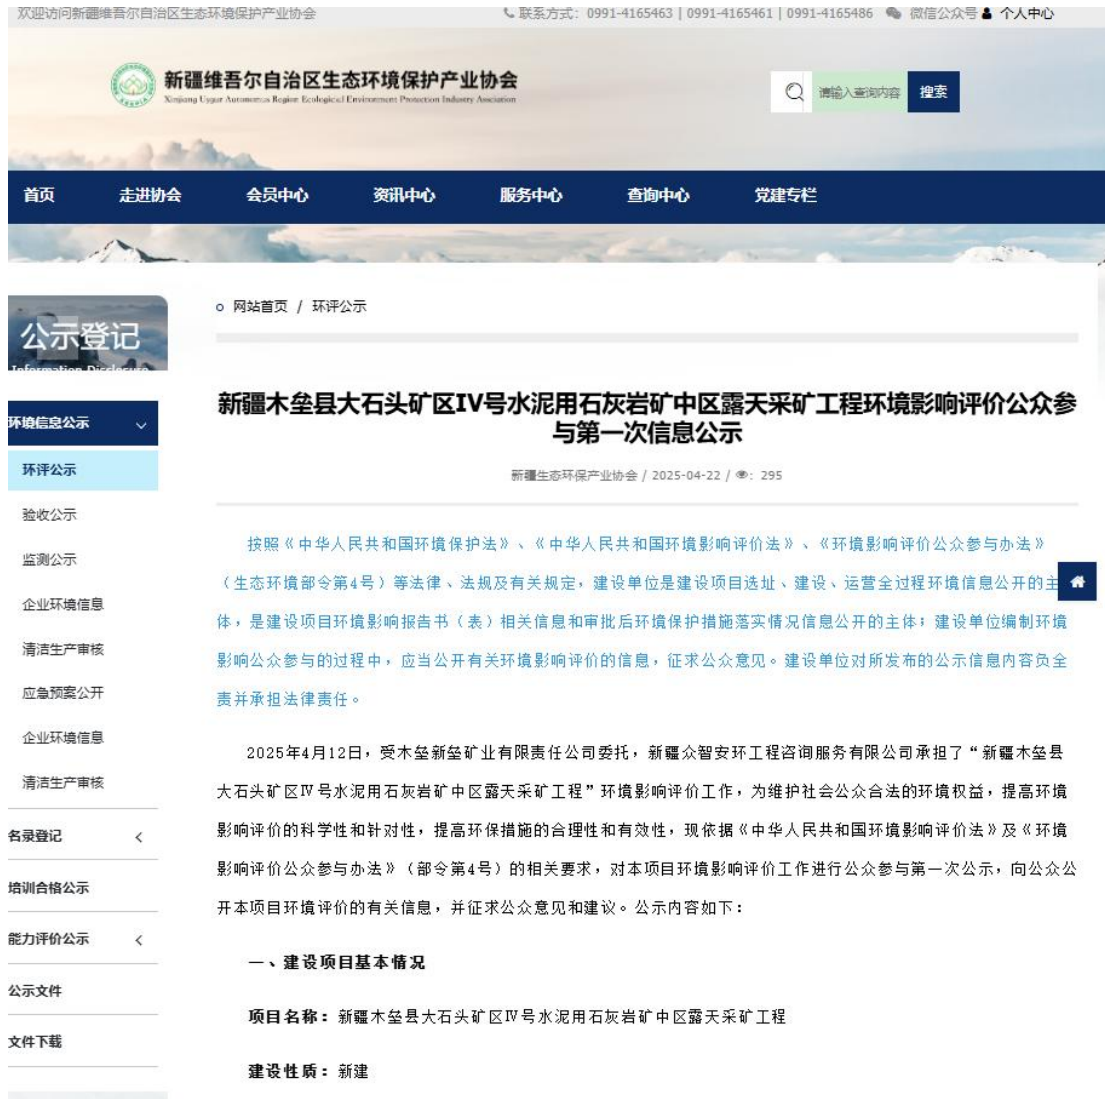 欢迎访问新疆维吾尔自治区生态环境保护产业协会
联系方式：0991-4165463 | 0991-4165461 | 0991-4165486 微信公众号 个人中心
新疆维吾尔自治区生态环境保护产业协会
Xinjiang Uygur Autonomous Region Ecological Environment Protection Industry Association
请输入查询内容 搜索
首页 走进协会 会员中心 资讯中心 服务中心 查询中心 党建专栏
公示登记
Information Disclosure
网站首页 / 环评公示
环境信息公示
环评公示
验收公示
监测公示
企业环境信息
清洁生产审核
应急预案公开
企业环境信息
清洁生产审核
名录登记
培训合格公示
能力评价公示
公示文件
文件下载
新疆木垒县大石头矿区IV号水泥用石灰岩矿中区露天采矿工程环境影响评价公众参
与第一次信息公示
新疆生态环保产业协会 / 2025-04-22 / : 295
按照《中华人民共和国环境保护法》、《中华人民共和国环境影响评价法》、《环境影响评价公众参与办法》
（生态环境部令第4号）等法律、法规及有关规定，建设单位是建设项目选址、建设、运营全过程环境信息公开的主
体，是建设项目环境影响报告书（表）相关信息和审批后环境保护措施落实情况信息公开的主体；建设单位编制环境
影响公众参与的过程中，应当公开有关环境影响评价的信息，征求公众意见。建设单位对所发布的公示信息内容负全
责并承担法律责任。
2025年4月12日，受木垒新垒矿业有限责任公司委托，新疆众智安环工程咨询服务有限公司承担了“新疆木垒县
大石头矿区Ⅳ号水泥用石灰岩矿中区露天采矿工程”环境影响评价工作，为维护社会公众合法的环境权益，提高环境
影响评价的科学性和针对性，提高环保措施的合理性和有效性，现依据《中华人民共和国环境影响评价法》及《环境
影响评价公众参与办法》（部令第4号）的相关要求，对本项目环境影响评价工作进行公众参与第一次公示，向公众公
开本项目环境评价的有关信息，并征求公众意见和建议。公示内容如下：
一、建设项目基本情况
项目名称：新疆木垒县大石头矿区Ⅳ号水泥用石灰岩矿中区露天采矿工程
建设性质：新建